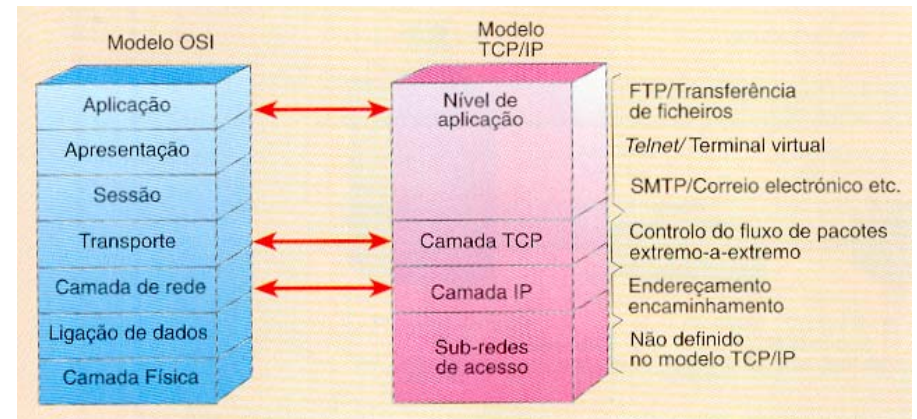 Modelo OSI
Aplicação
Apresentação
Sessão
Transporte
Camada de rede
Ligação de dados
Camada Física
Modelo
TCP/IP
Nível de
aplicação
Camada TCP
Camada IP
Sub-redes
de acesso
FTP/Transferência
de ficheiros
Telnet/ Terminal virtual
SMTP/Correio electrónico etc.
Controlo do fluxo de pacotes
extremo-a-extremo
Endereçamento
encaminhamento
Não definido
no modelo TCP/IP